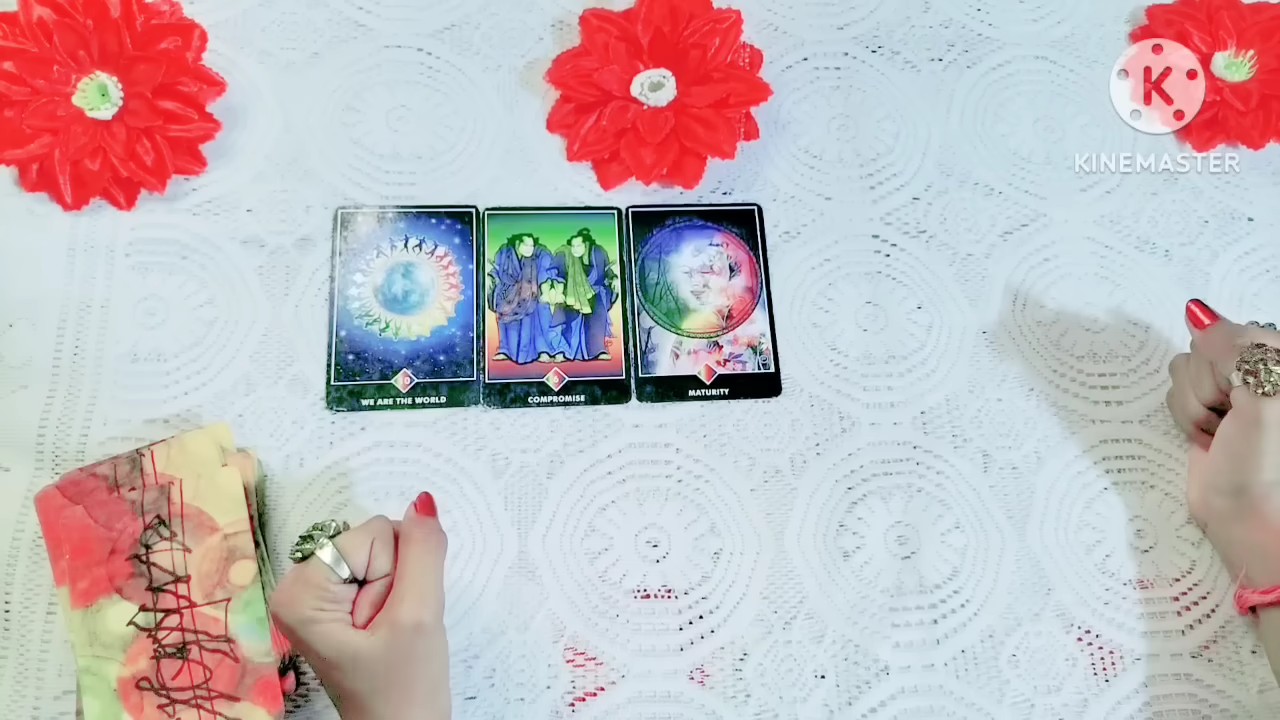 K
KINEMASTER
WE ARE THE WORLD
COMPROMISE
MATURITY